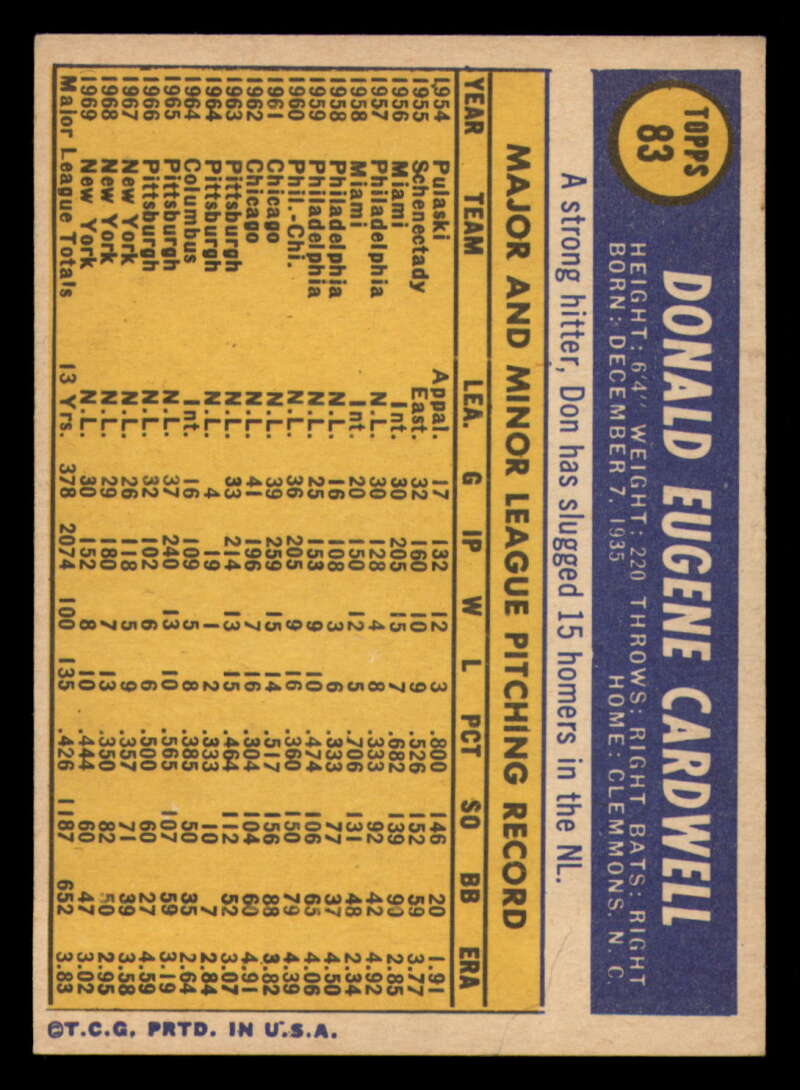 TOPPS
83
DONALD EUGENE CARDWELL
HEIGHT: 6'4" WEIGHT: 220 THROWS: RIGHT BATS: RIGHT
BORN: DECEMBER 7, 1935 HOME: CLEMMONS, N. C.
A strong hitter, Don has slugged 15 homers in the NL.
MAJOR AND MINOR LEAGUE PITCHING RECORD
YEAR TEAM LEA. G IP W L PCT SO BB ERA
1954 Pulaski Appal. 17 132 12 3 .800 146 20 1.91
1955 Schenectady East. 32 160 10 9 .526 152 59 3.77
1956 Miami Int. 30 205 15 7 .682 139 90 2.85
1957 Philadelphia N.L. 30 128 4 8 .333 92 42 4.92
1958 Miami Int. 20 150 12 5 .706 131 48 2.34
1958 Philadelphia N.L. 16 108 3 6 .333 77 37 4.50
1959 Philadelphia N.L. 25 153 9 10 .474 106 65 4.06
1960 Phil.-Chi. N.L. 36 205 9 16 .360 150 79 4.39
1961 Chicago N.L. 39 259 15 14 .517 156 88 3.82
1962 Chicago N.L. 41 196 7 16 .304 104 60 4.91
1963 Pittsburgh N.L. 33 214 13 15 .464 112 52 3.07
1964 Pittsburgh N.L. 4 19 1 2 .333 10 7 2.84
1964 Columbus Int. 16 109 5 8 .385 50 35 2.64
1965 Pittsburgh N.L. 37 240 13 10 .565 107 59 3.19
1966 Pittsburgh N.L. 32 102 6 6 .500 60 27 4.59
1967 New York N.L. 26 118 5 9 .357 71 39 3.58
1968 New York N.L. 29 180 7 13 .350 82 50 2.95
1969 New York N.L. 30 152 8 10 .444 60 47 3.02
Major League Totals 13 Yrs. 378 2074 100 135 .426 1187 652 3.83
©T.C.G. PRTD. IN U.S.A.